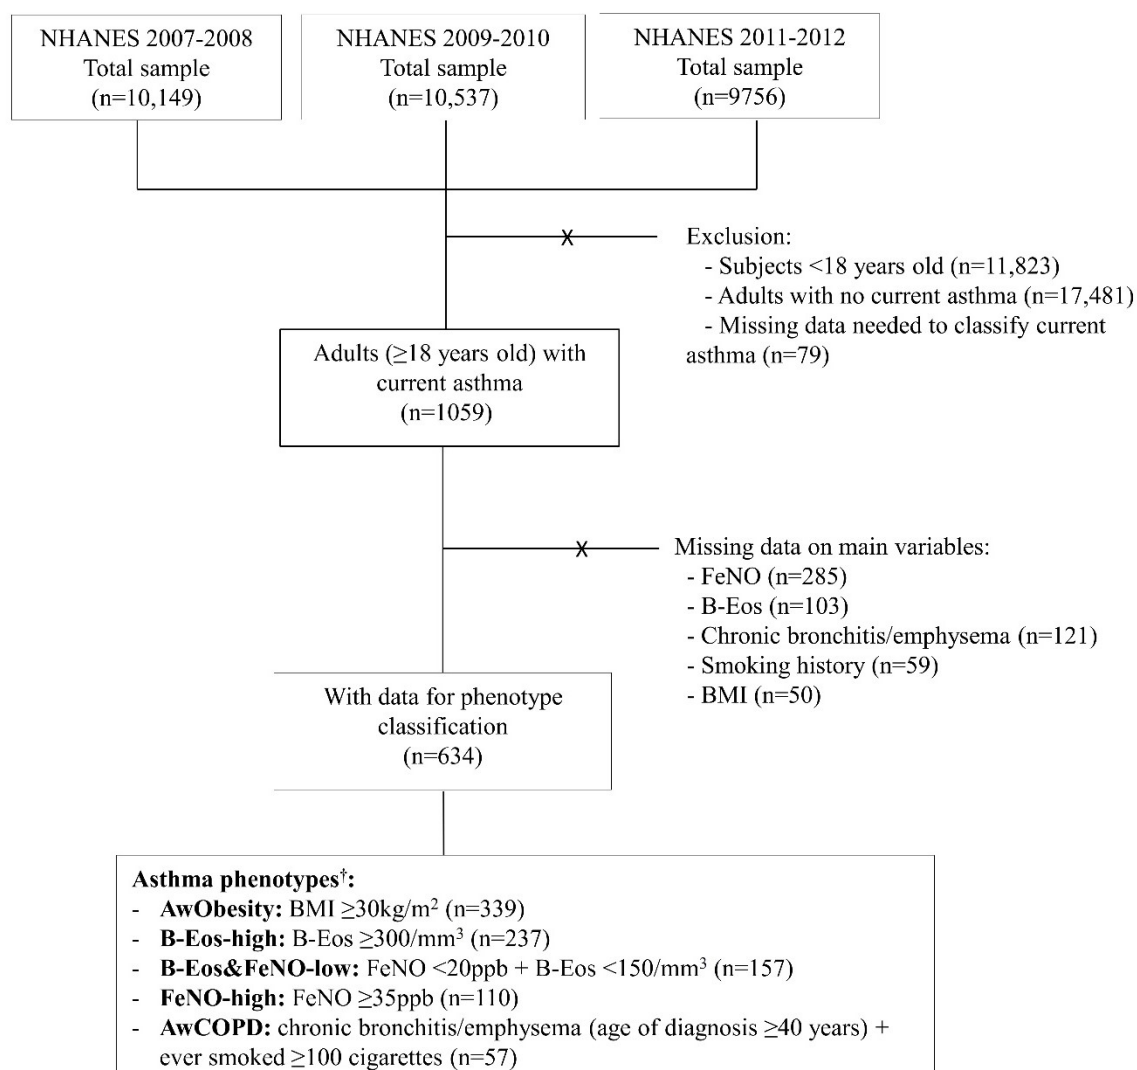 NHANES 2007-2008
Total sample
(n=10,149)
NHANES 2009-2010
Total sample
(n=10,537)
NHANES 2011-2012
Total sample
(n=9756)
Exclusion:
- Subjects <18 years old (n=11,823)
- Adults with no current asthma (n=17,481)
- Missing data needed to classify current
asthma (n=79)
Adults (≥18 years old) with
current asthma
(n=1059)
Missing data on main variables:
- FeNO (n=285)
- B-Eos (n=103)
- Chronic bronchitis/emphysema (n=121)
- Smoking history (n=59)
- BMI (n=50)
With data for phenotype
classification
(n=634)
Asthma phenotypes†:
- AwObesity: BMI ≥30kg/m² (n=339)
- B-Eos-high: B-Eos ≥300/mm³ (n=237)
- B-Eos&FeNO-low: FeNO <20ppb + B-Eos <150/mm³ (n=157)
- FeNO-high: FeNO ≥35ppb (n=110)
- AwCOPD: chronic bronchitis/emphysema (age of diagnosis ≥40 years) +
ever smoked ≥100 cigarettes (n=57)